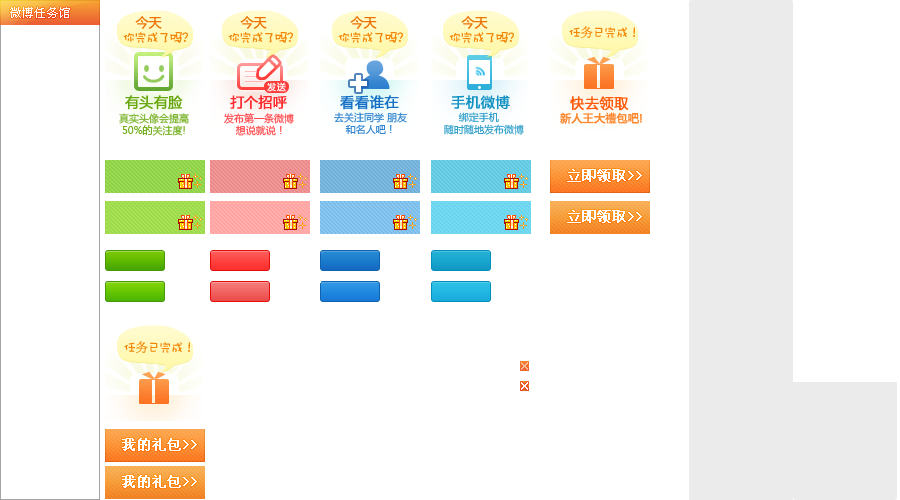 微博任务馆
今天
你完成了吗?
有头有脸
真实头像会提高
50%的关注度!
今天
你完成了吗?
发送
打个招呼
发布第一条微博
想说就说！
今天
你完成了吗?
看看谁在
去关注同学 朋友
和名人吧！
今天
你完成了吗?
手机微博
绑定手机
随时随地发布微博
任务已完成！
快去领取
新人王大礼包吧!
立即领取>>
立即领取>>
任务已完成！
我的礼包>>
我的礼包>>